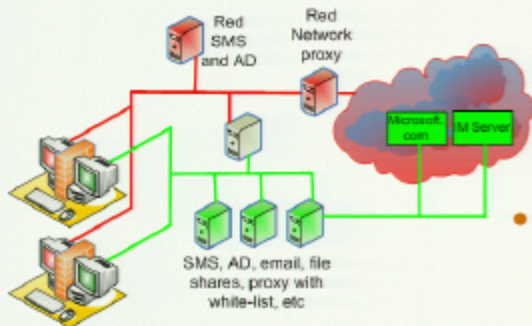 Red
SMS
and AD
Red
Network
proxy
Microsoft.
com
IM Server
SMS, AD, email, file
shares, proxy with
white-list, etc